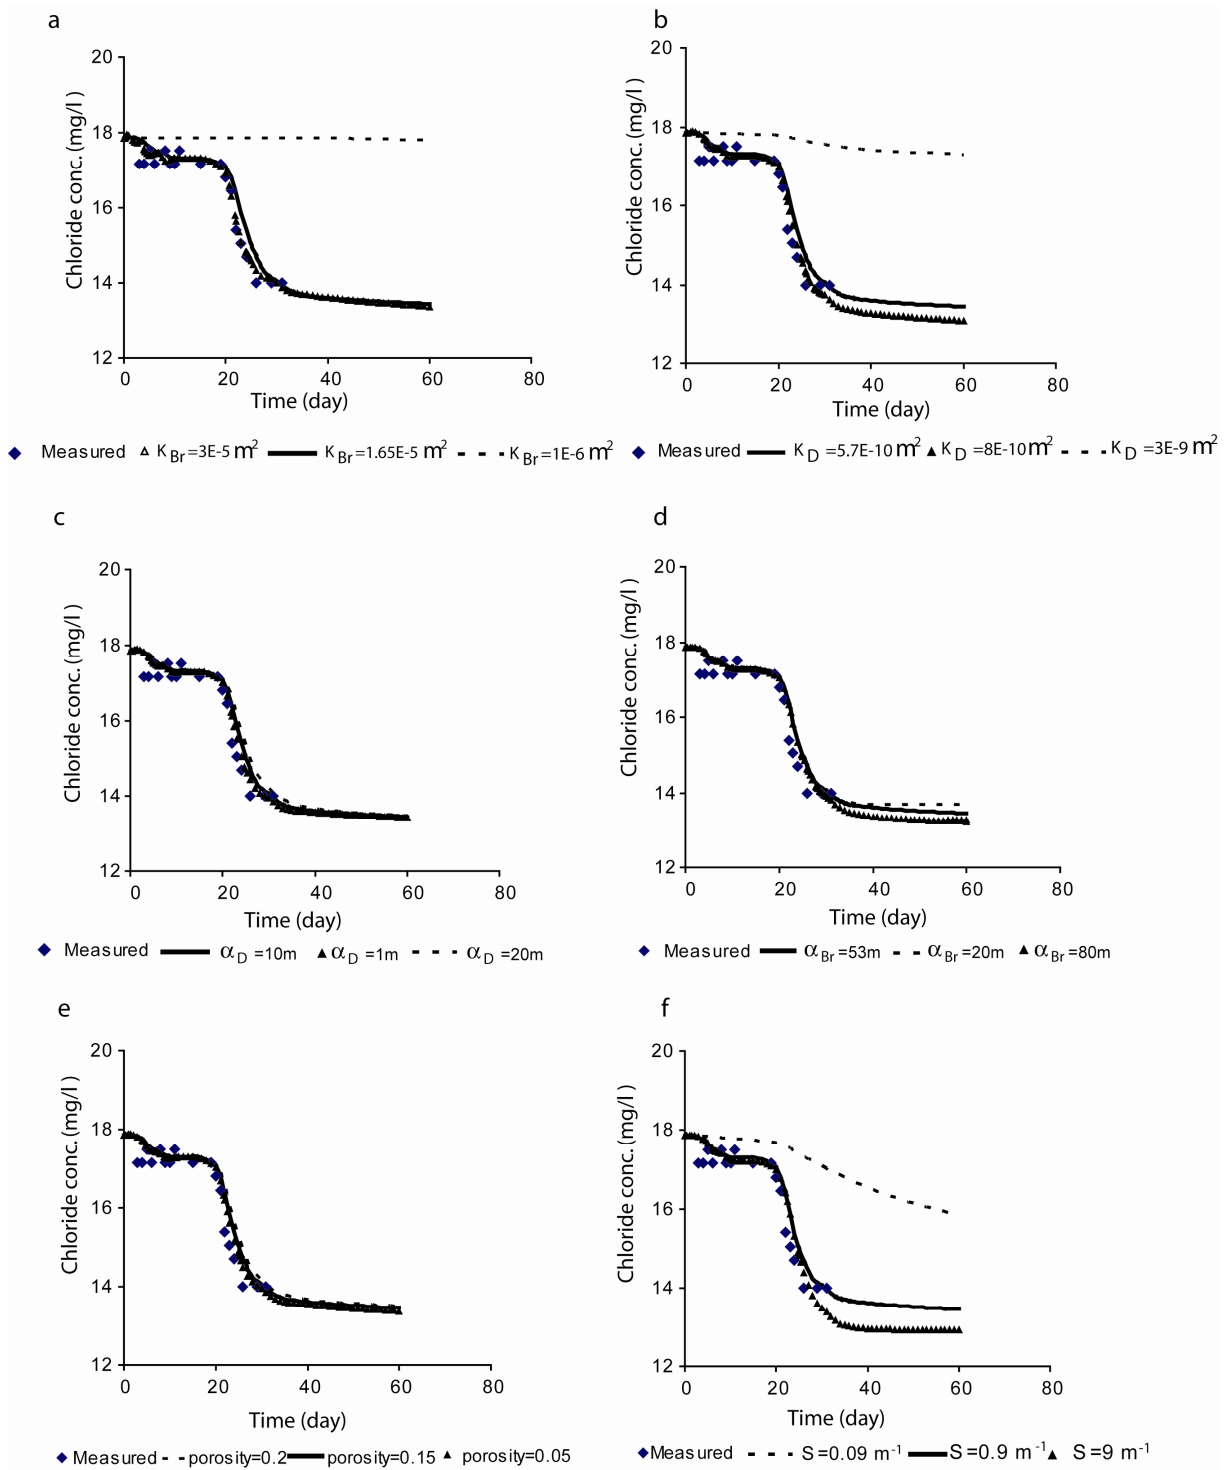 a
20
18
16
14
12
Chloride conc. (mg/l )
0 20 40 60 80
Time (day)
Measured K Br =3E-5 m² K Br =1.65E-5 m² K Br =1E-6 m²
b
20
18
16
14
12
Chloride conc. (mg/l )
0 20 40 60 80
Time (day)
Measured K D =5.7E-10 m² K D =8E-10 m² K D =3E-9 m²
c
20
18
16
14
12
Chloride conc. (mg/l )
0 20 40 60 80
Time (day)
Measured α D =10m α D =1m α D =20m
d
20
18
16
14
12
Chloride conc. (mg/l )
0 20 40 60 80
Time (day)
Measured α Br =53m α Br =20m α Br =80m
e
20
18
16
14
12
Chloride conc. (mg/l )
0 20 40 60 80
Time (day)
Measured porosity=0.2 porosity=0.15 porosity=0.05
f
20
18
16
14
12
Chloride conc. (mg/l )
0 20 40 60 80
Time (day)
Measured S=0.09 m⁻¹ S=0.9 m⁻¹ S=9 m⁻¹